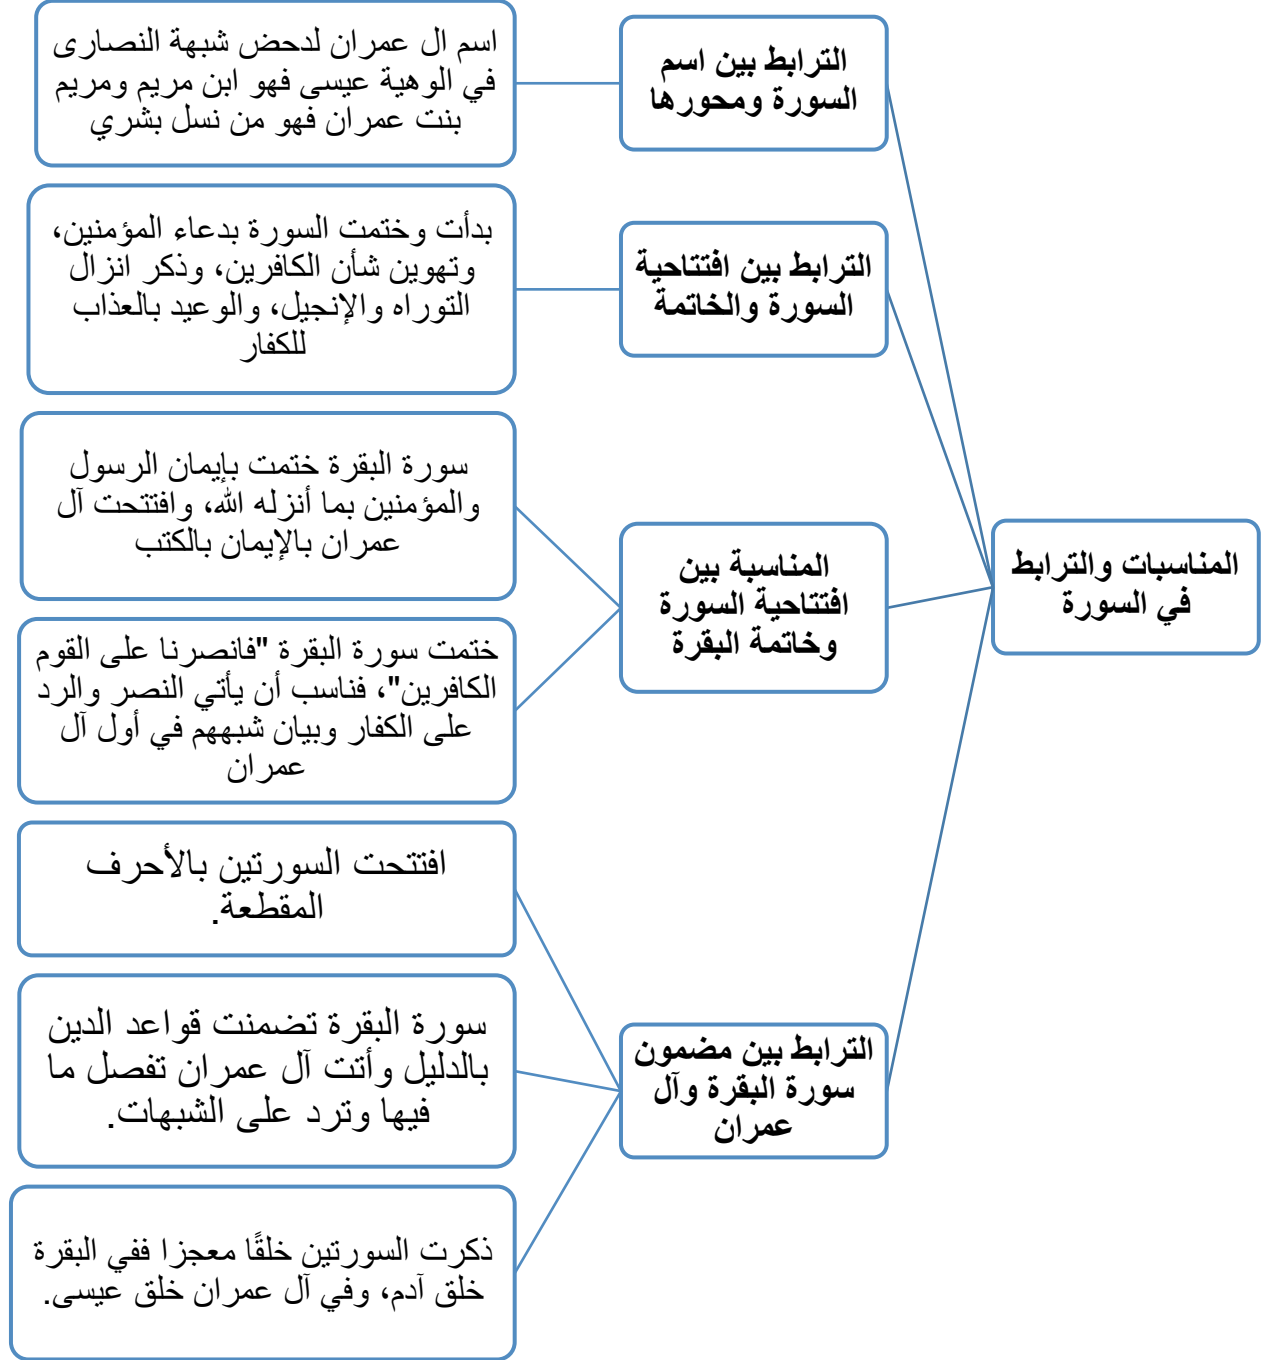 المناسبات والترابط
في السورة
الترابط بين اسم
السورة ومحورها
اسم ال عمران لدحض شبهة النصارى
في الوهية عيسى فهو ابن مريم ومريم
بنت عمران فهو من نسل بشري
الترابط بين افتتاحية
السورة والخاتمة
بدأت وختمت السورة بدعاء المؤمنين،
وتهوين شأن الكافرين، وذكر انزال
التوراه والإنجيل، والوعيد بالعذاب
للكفار
المناسبة بين
افتتاحية السورة
وخاتمة البقرة
سورة البقرة ختمت بإيمان الرسول
والمؤمنين بما أنزله الله، وافتتحت آل
عمران بالإيمان بالكتب
ختمت سورة البقرة "فانصرنا على القوم
الكافرين"، فناسب أن يأتي النصر والرد
على الكفار وبيان شبههم في أول آل
عمران
الترابط بين مضمون
سورة البقرة وآل
عمران
افتتحت السورتين بالأحرف
المقطعة.
سورة البقرة تضمنت قواعد الدين
بالدليل وأتت آل عمران تفصل ما
فيها وترد على الشبهات.
ذكرت السورتين خلقًا معجزا ففي البقرة
خلق آدم، وفي آل عمران خلق عيسى.